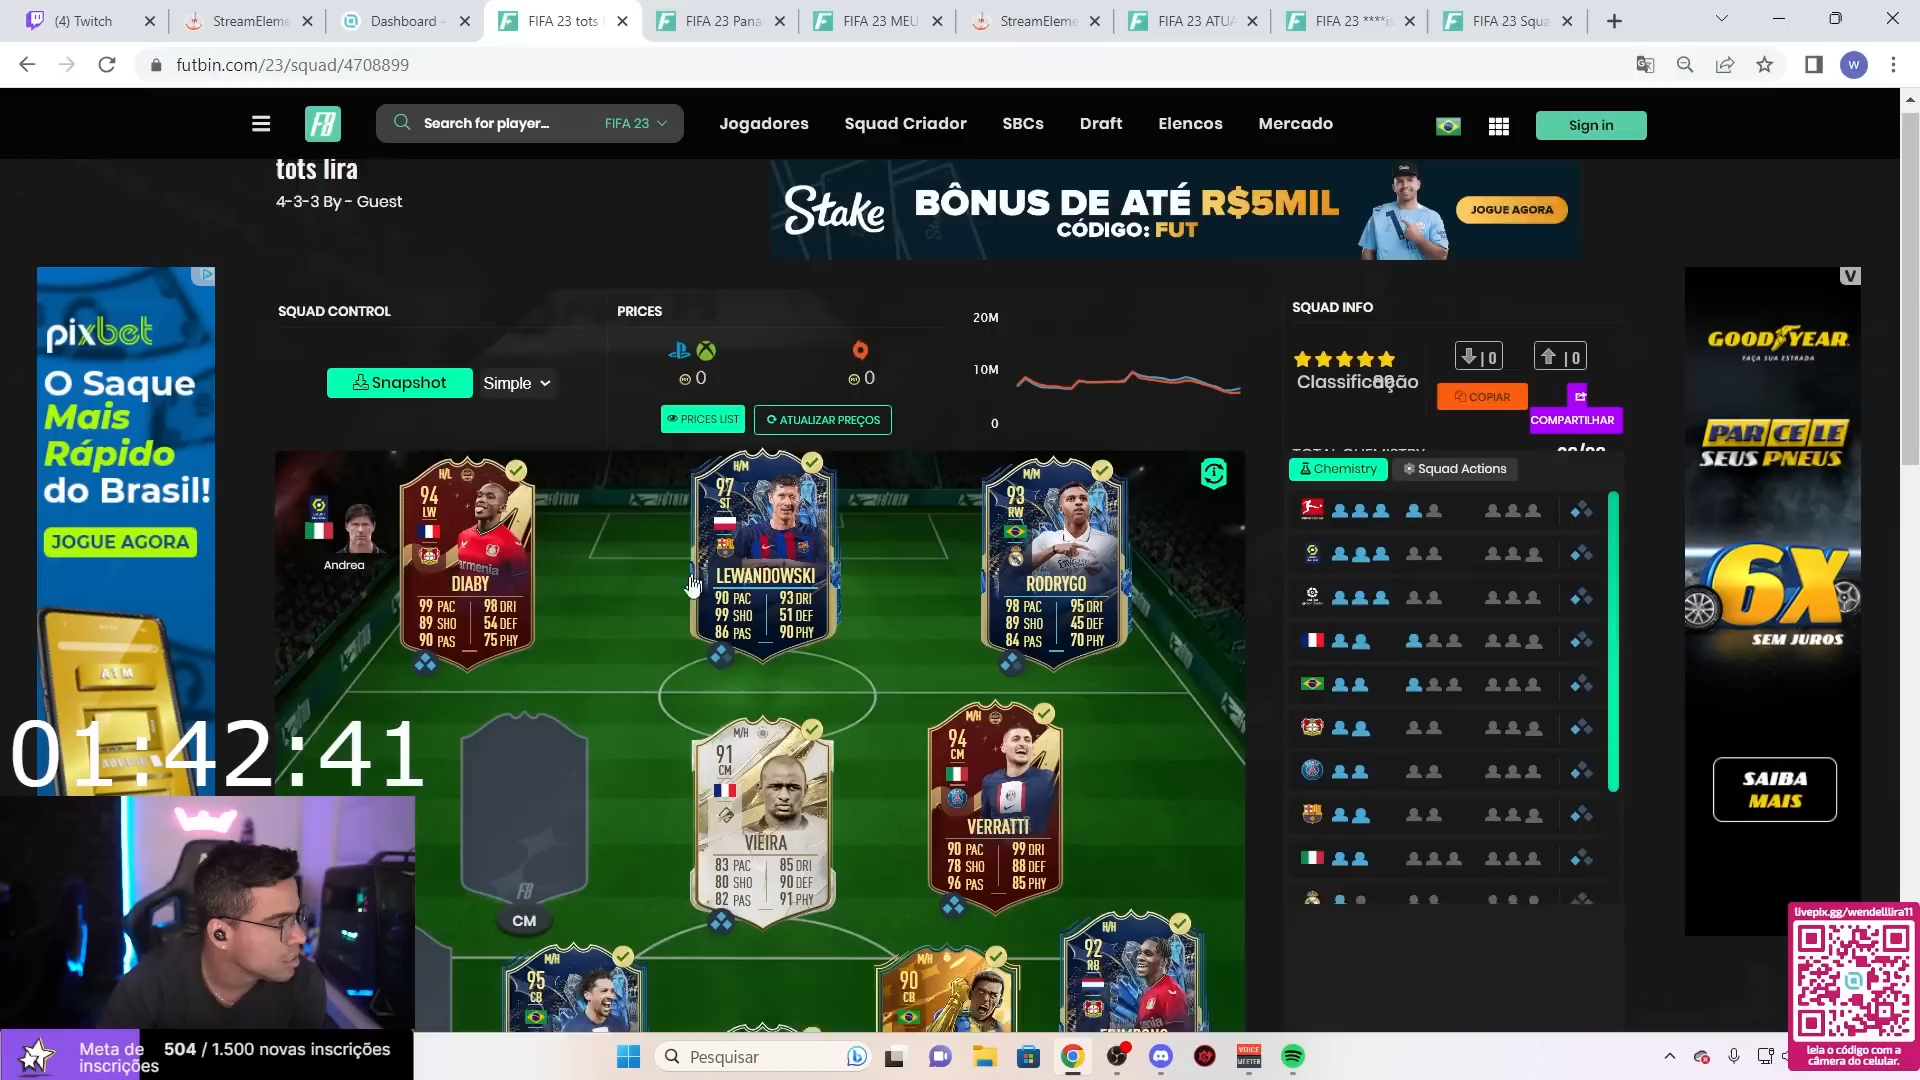 (4) Twitch
StreamEleme
Dashboard -
FIFA 23 tots
FIFA 23 Pana
FIFA 23 MEU
StreamEleme
FIFA 23 ATUA
FIFA 23 ****is
FIFA 23 Squa
futbin.com/23/squad/4708899
W
Search for player...
FIFA 23
Jogadores
Squad Criador
SBCs
Draft
Elencos
Mercado
Sign in
tots lira
4-3-3 By - Guest
Stake
BÔNUS DE ATÉ R$5MIL
CÓDIGO: FUT
JOGUE AGORA
SQUAD CONTROL
Snapshot
Simple
PRICES
0
0
PRICES LIST
ATUALIZAR PREÇOS
20M
10M
0
SQUAD INFO
Classificação
0
0
COPIAR
COMPARTILHAR
Chemistry
Squad Actions
pixbet
O Saque
Mais
Rápido
do Brasil!
JOGUE AGORA
ATM
GOODYEAR
FAÇA SUA ESTRADA
PARCELE
SEUS PNEUS
6X
SEM JUROS
SAIBA
MAIS
Andrea
H/L
94
LW
DIABY
99 PAC 98 DRI
89 SHO 54 DEF
90 PAS 75 PHY
H/M
97
ST
LEWANDOWSKI
90 PAC 93 DRI
99 SHO 51 DEF
86 PAS 90 PHY
M/M
93
RW
RODRYGO
98 PAC 95 DRI
89 SHO 45 DEF
84 PAS 70 PHY
CM
M/H
91
CM
VIEIRA
83 PAC 85 DRI
80 SHO 90 DEF
82 PAS 91 PHY
M/H
94
CM
VERRATTI
90 PAC 99 DRI
78 SHO 88 DEF
96 PAS 85 PHY
M/H
95
CB
M/H
90
CB
H/H
92
RB
01:42:41
Meta de
inscrições
504 / 1.500 novas inscrições
Pesquisar
livepix.gg/wendelllira11
leia o código com a
câmera do celular.